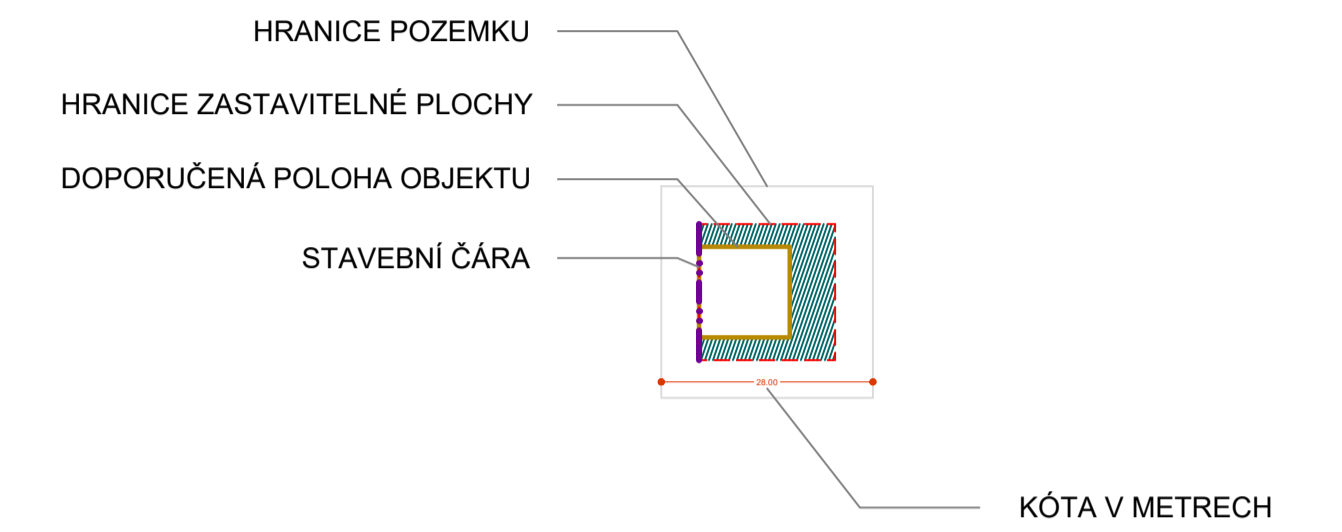 HRANICE POZEMKU
HRANICE ZASTAVITELNÉ PLOCHY
DOPORUČENÁ POLOHA OBJEKTU
STAVEBNÍ ČÁRA
28.00
KÓTA V METRECH